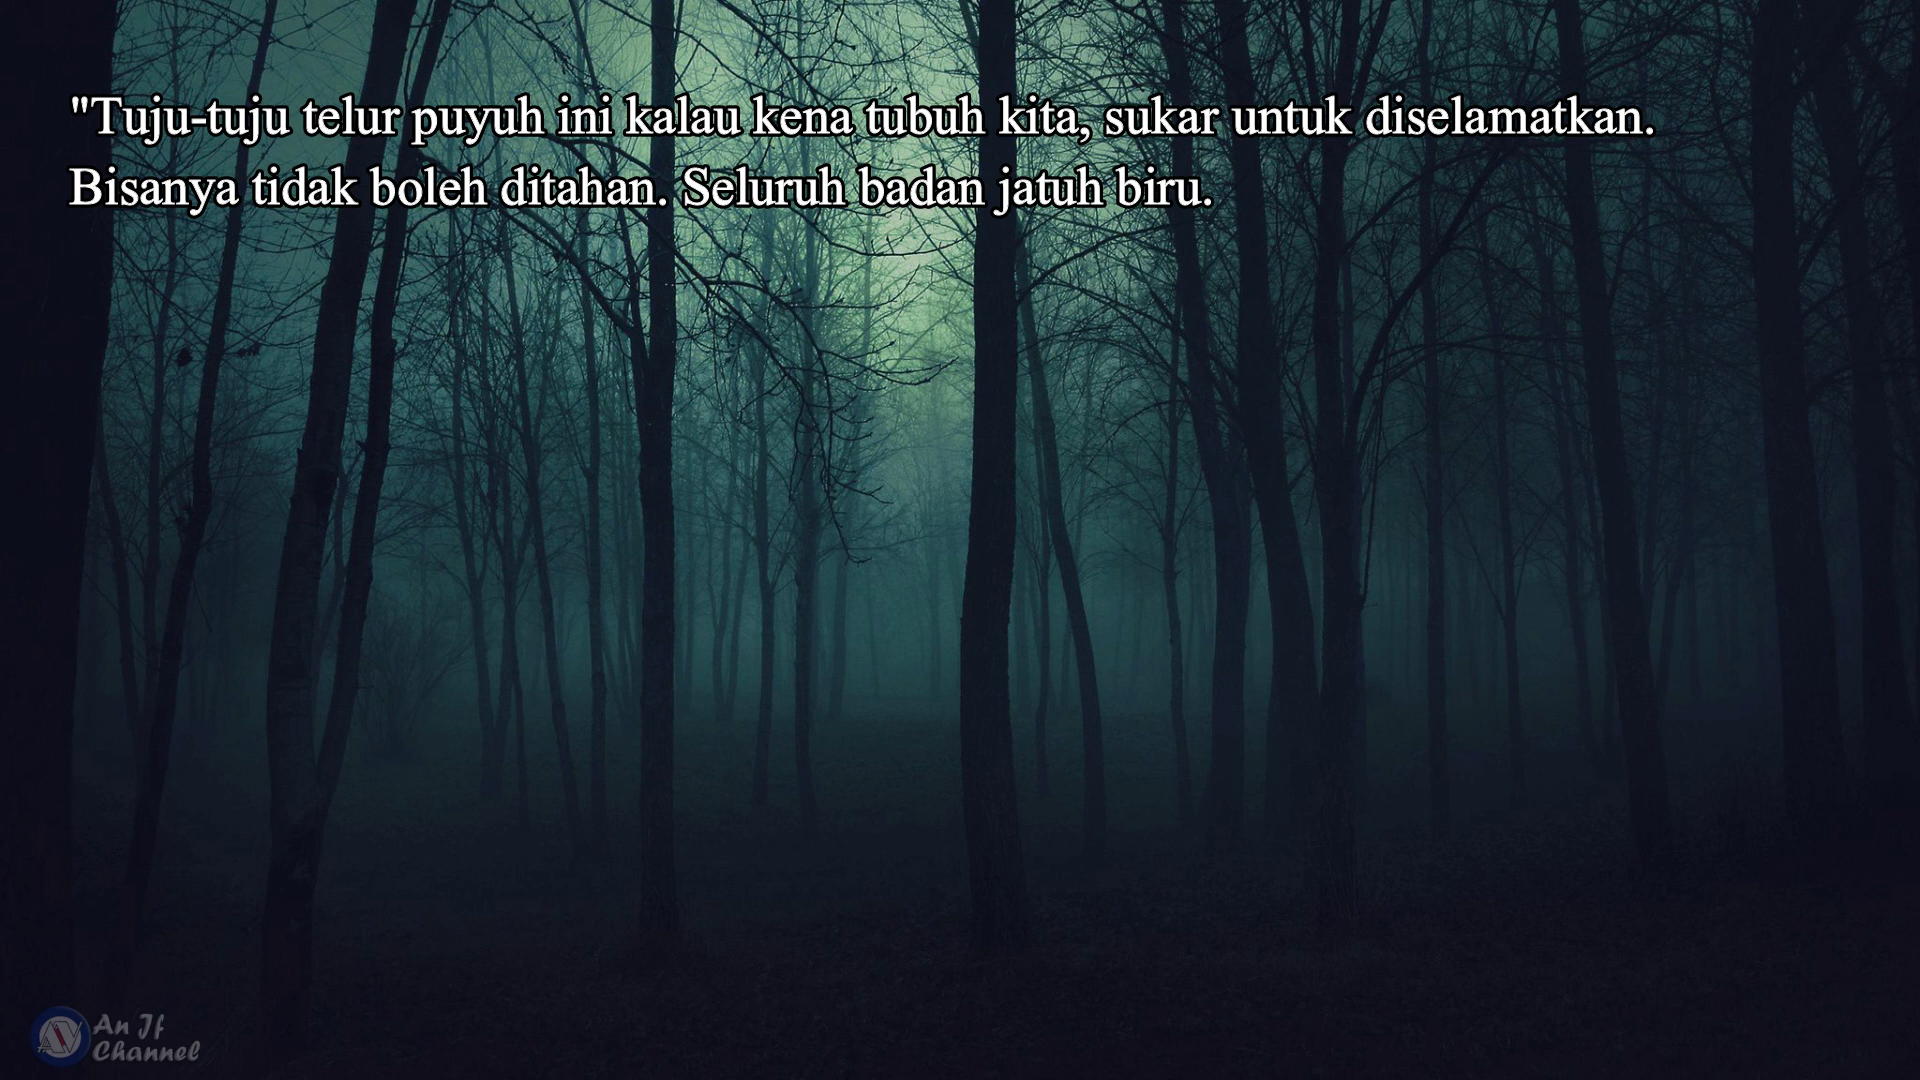 "Tuju-tuju telur puyuh ini kalau kena tubuh kita, sukar untuk diselamatkan.
Bisanya tidak boleh ditahan. Seluruh badan jatuh biru.
An If
Channel